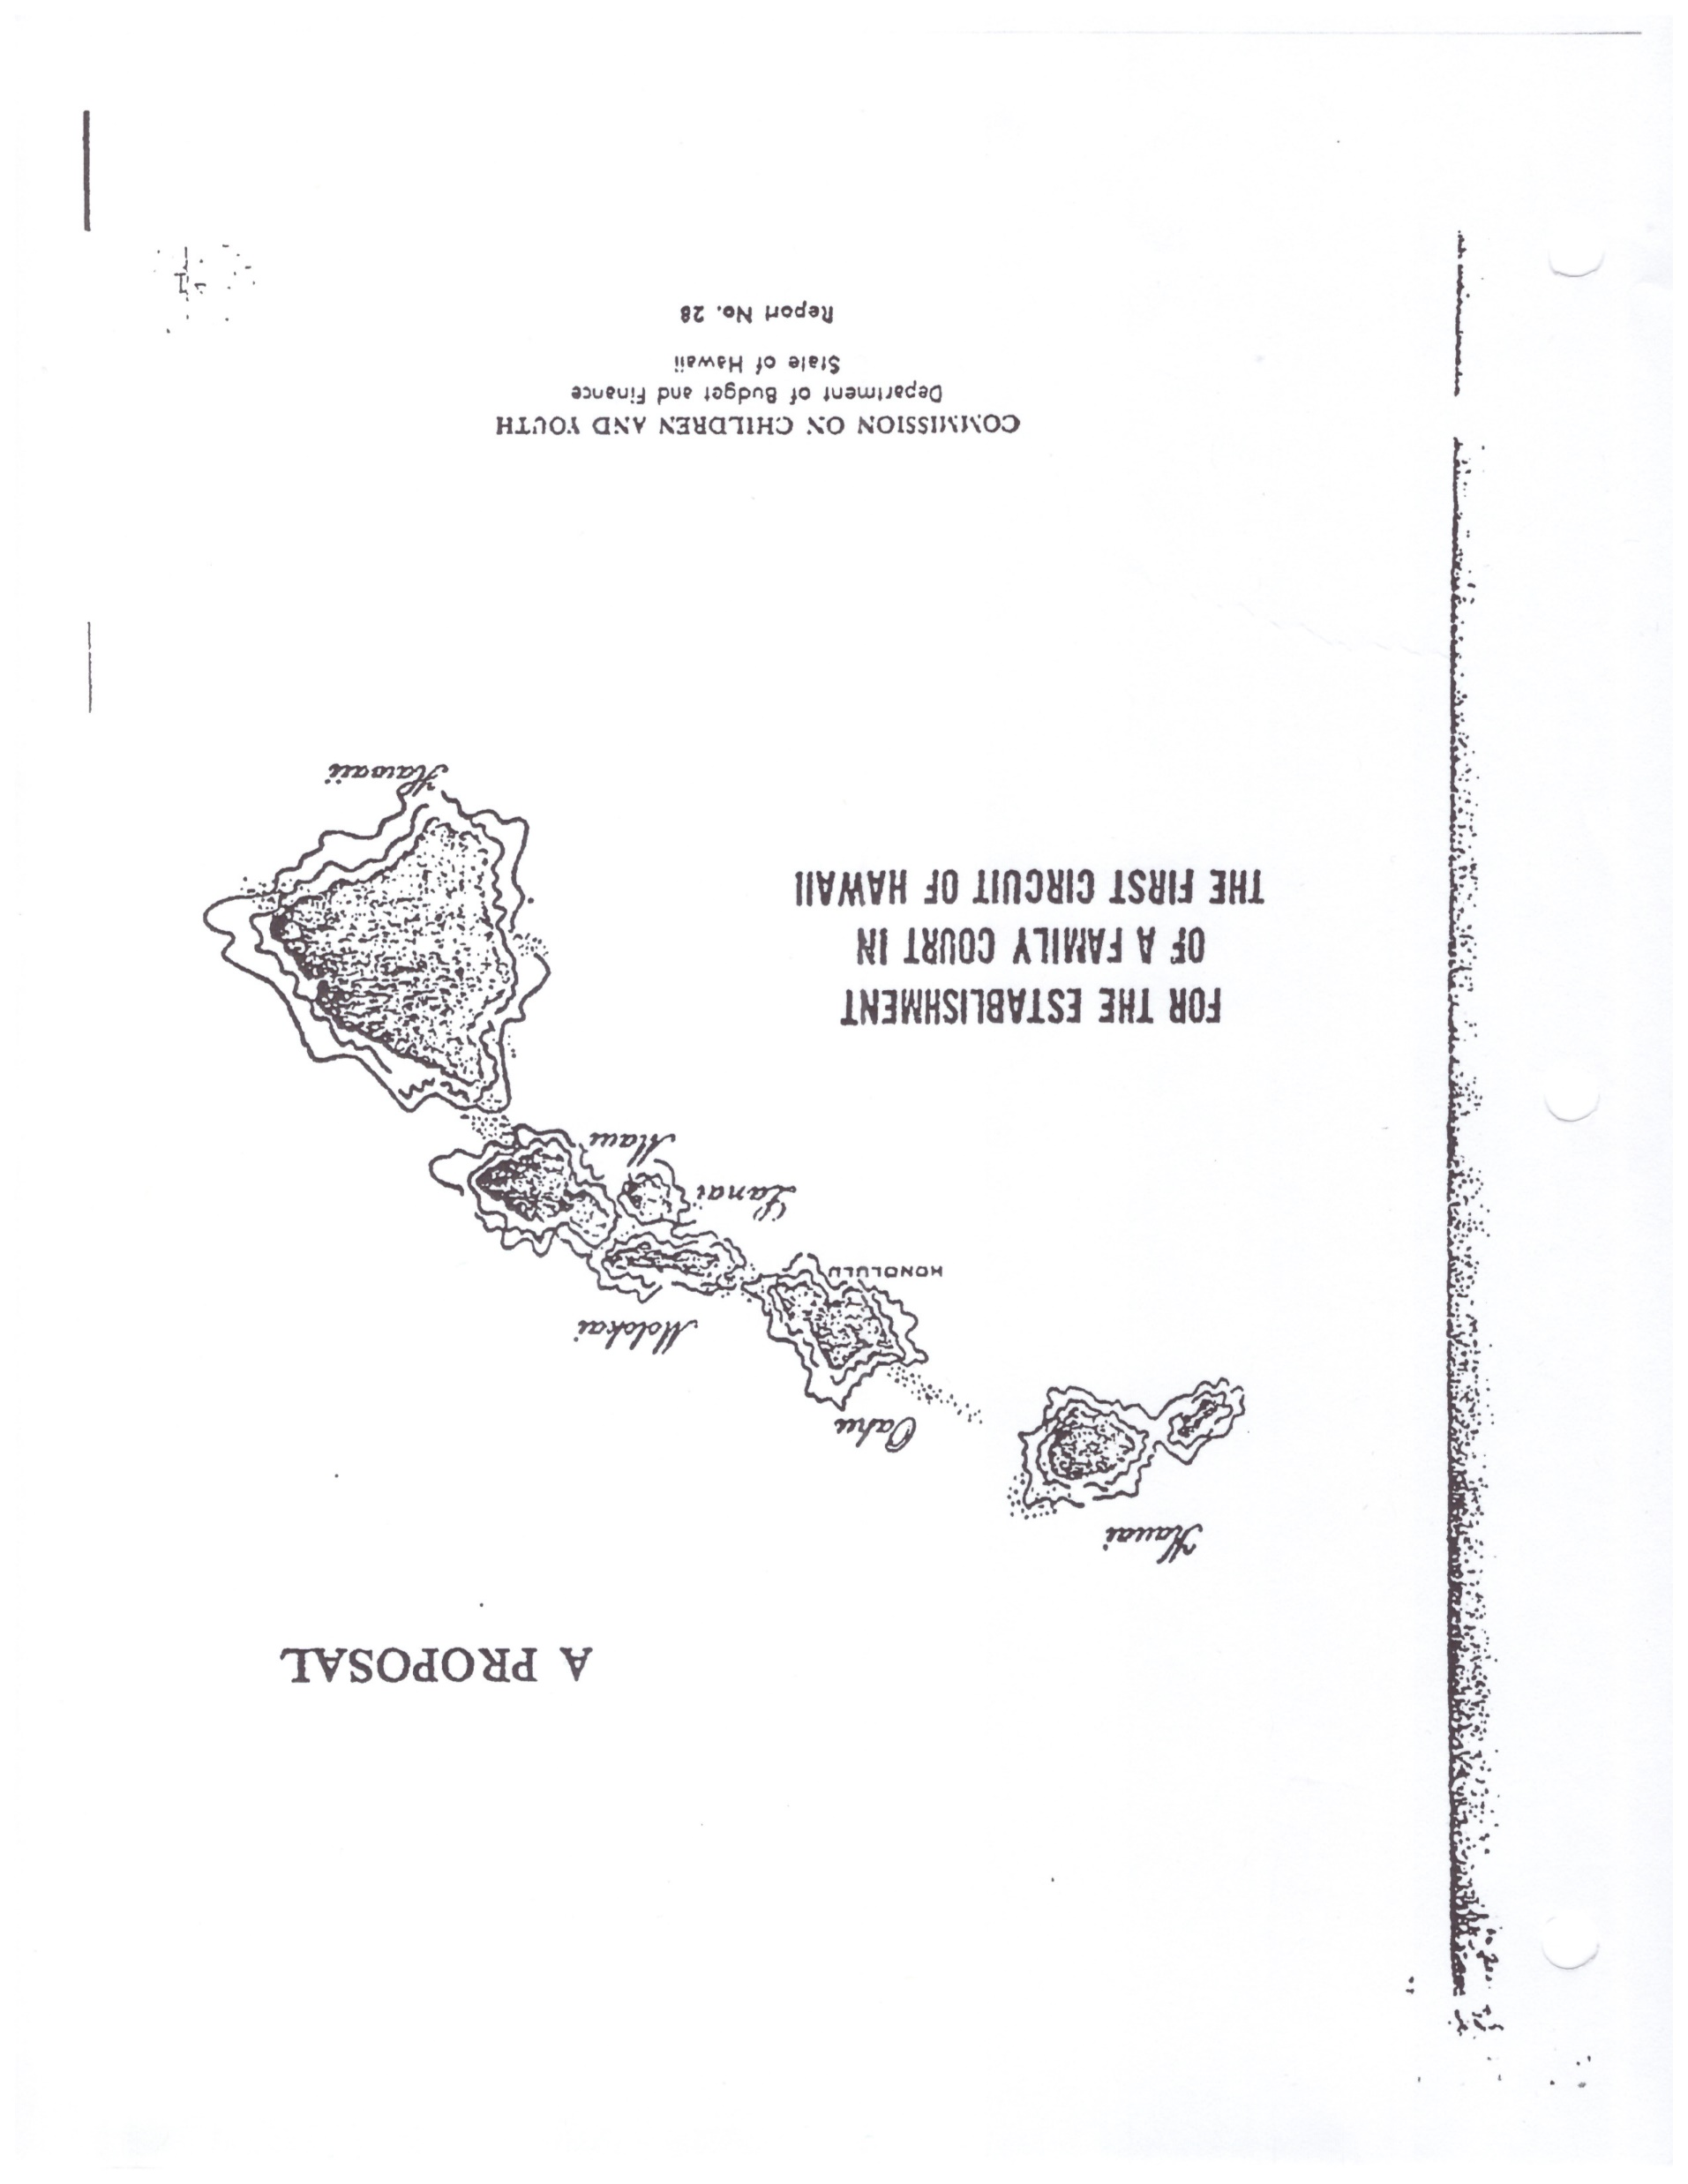 A PROPOSAL
Kauai
Oahu
Molokai
HONOLULU
Lanai
Maui
FOR THE ESTABLISHMENT
OF A FAMILY COURT IN
THE FIRST CIRCUIT OF HAWAII
Hawaii
COMMISSION ON CHILDREN AND YOUTH
Department of Budget and Finance
State of Hawaii
Report No. 28